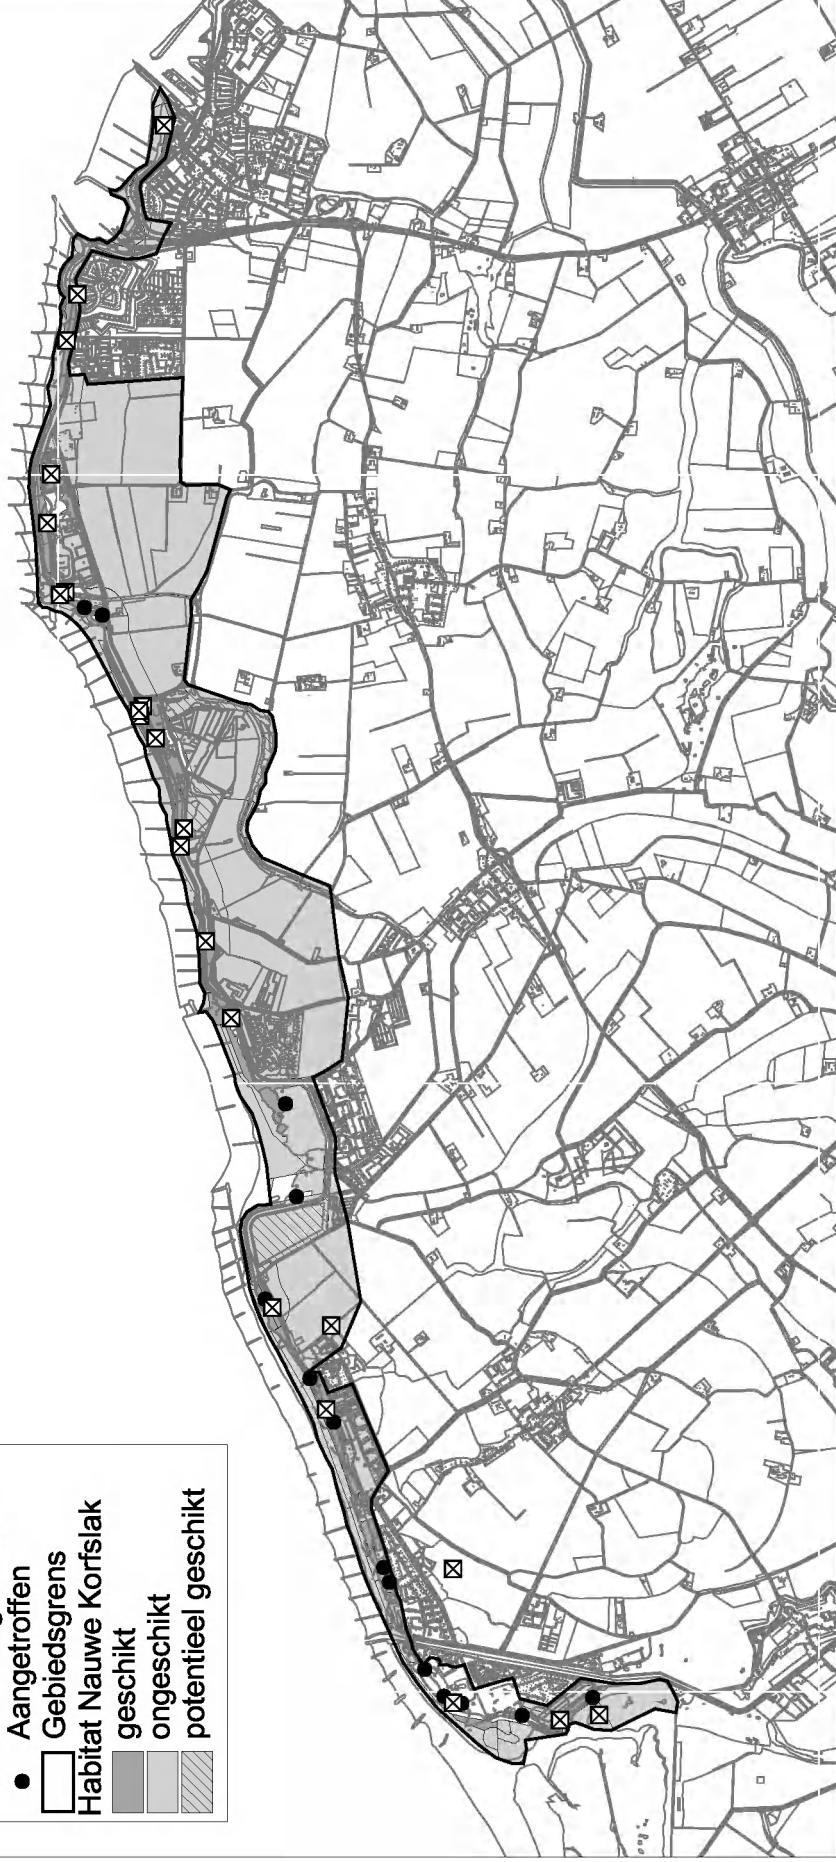 Aangetroffen
Gebiedsgrens
Habitat Nauwe Korfslak
geschikt
ongeschikt
potentieel geschikt